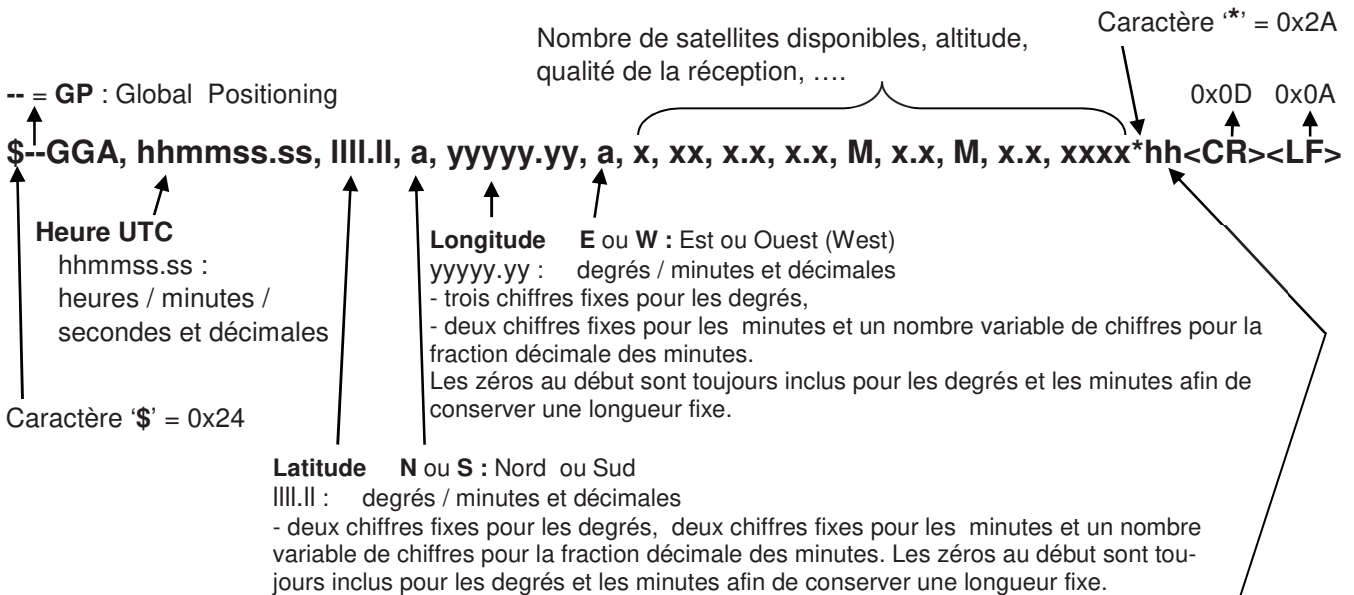 Caractère ‘*’ = 0x2A
Nombre de satellites disponibles, altitude,
qualité de la réception, ….
-- = GP : Global Positioning
0x0D 0x0A
$--GGA, hhmmss.ss, llll.ll, a, yyyyy.yy, a, x, xx, x.x, x.x, M, x.x, M, x.x, xxxx*hh<CR><LF>
Heure UTC
hhmmss.ss :
heures / minutes /
secondes et décimales
Longitude E ou W : Est ou Ouest (West)
yyyyy.yy : degrés / minutes et décimales
- trois chiffres fixes pour les degrés,
- deux chiffres fixes pour les minutes et un nombre variable de chiffres pour la
fraction décimale des minutes.
Les zéros au début sont toujours inclus pour les degrés et les minutes afin de
conserver une longueur fixe.
Caractère ‘$’ = 0x24
Latitude N ou S : Nord ou Sud
llll.ll : degrés / minutes et décimales
- deux chiffres fixes pour les degrés, deux chiffres fixes pour les minutes et un nombre
variable de chiffres pour la fraction décimale des minutes. Les zéros au début sont tou-
jours inclus pour les degrés et les minutes afin de conserver une longueur fixe.